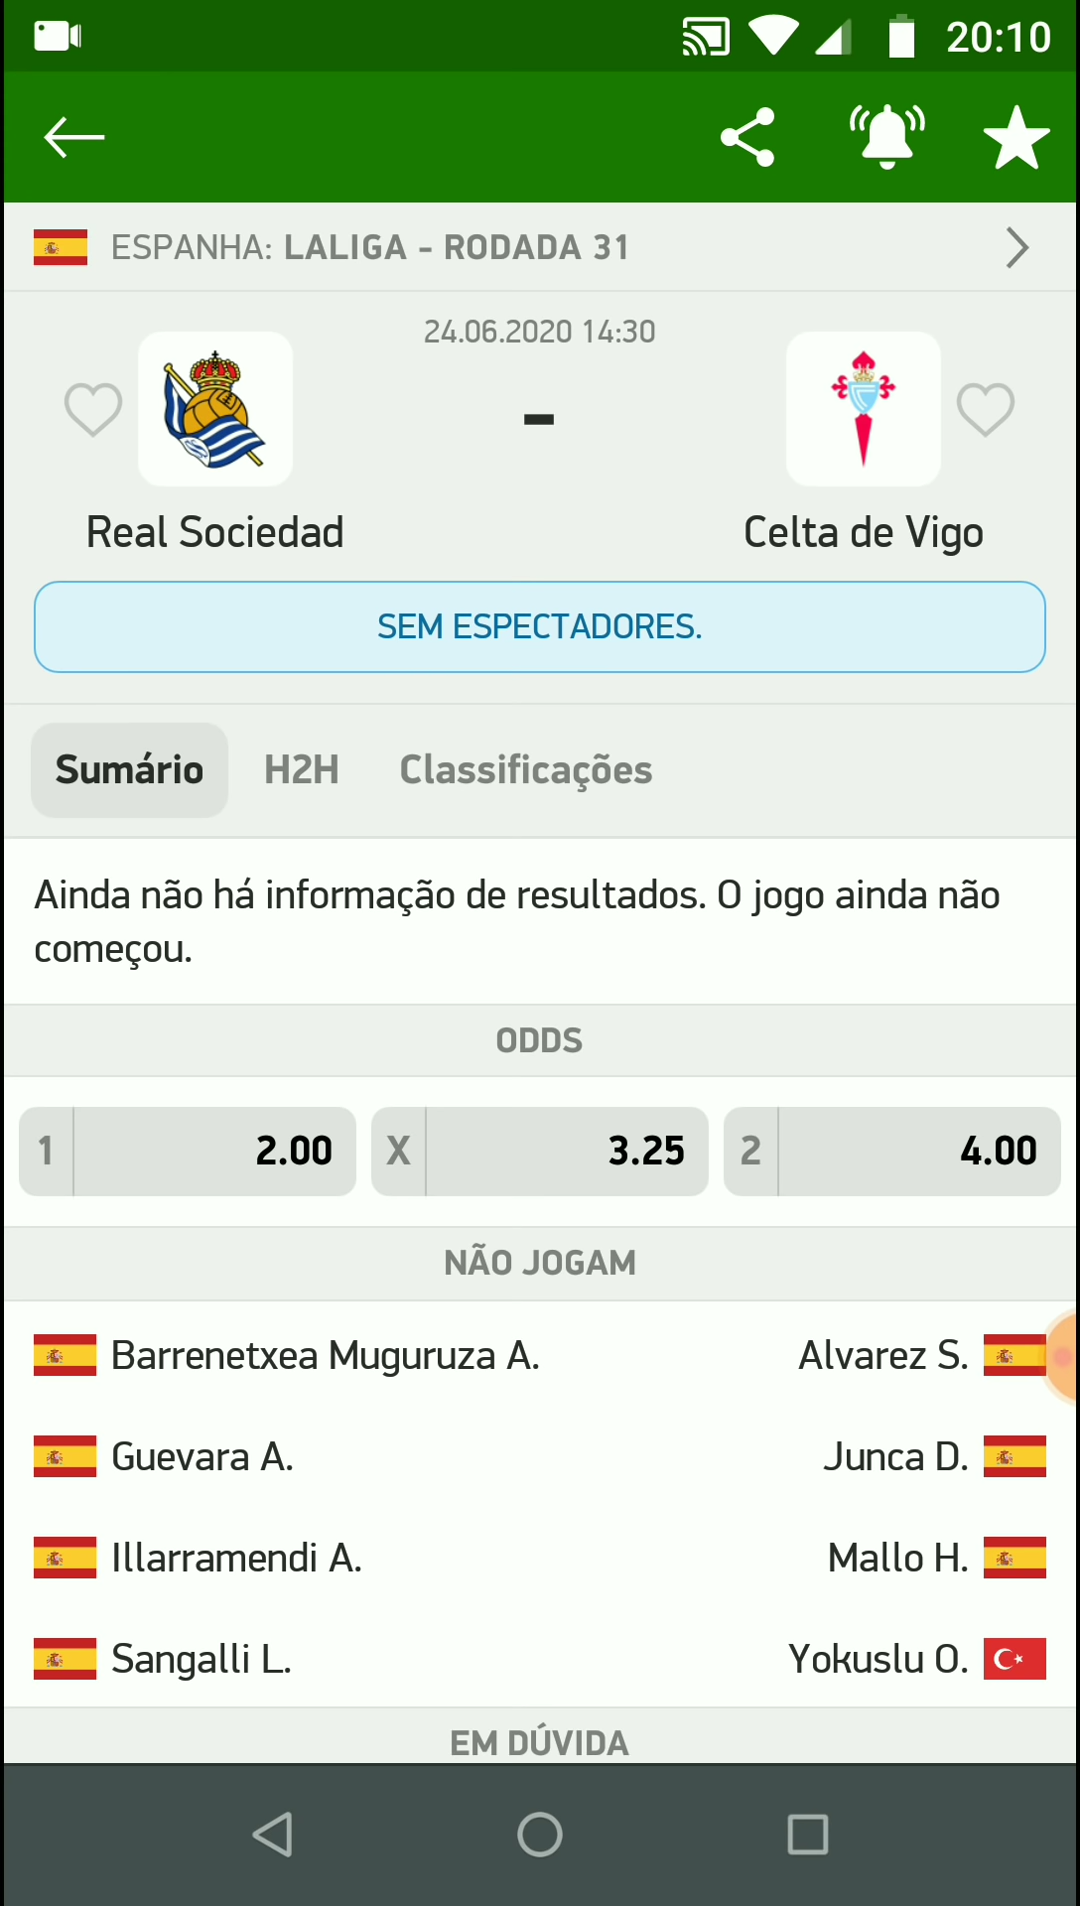 20:10
ESPANHA: LALIGA - RODADA 31
24.06.2020 14:30
-
Real Sociedad
Celta de Vigo
SEM ESPECTADORES.
Sumário H2H Classificações
Ainda não há informação de resultados. O jogo ainda não
começou.
ODDS
1 2.00 X 3.25 2 4.00
NÃO JOGAM
Barrenetxea Muguruza A. Alvarez S.
Guevara A. Junca D.
Illarramendi A. Mallo H.
Sangalli L. Yokuslu O.
EM DÚVIDA